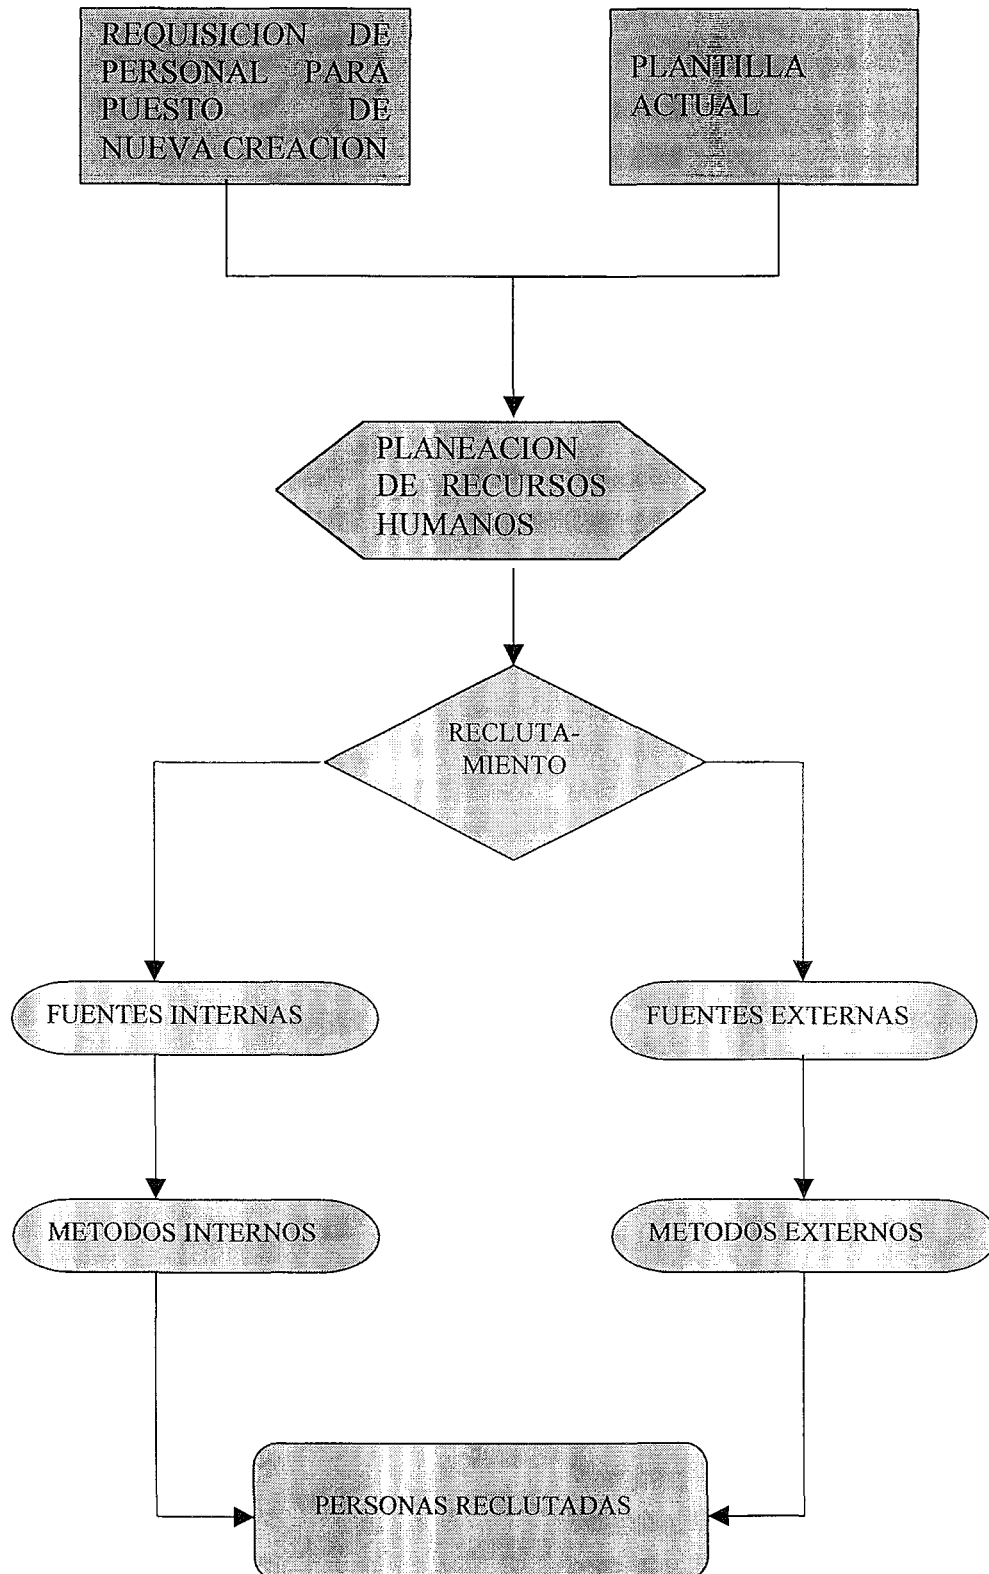 REQUISICION DE
PERSONAL PARA
PUESTO DE
NUEVA CREACION
PLANTILLA
ACTUAL
PLANEACION
DE RECURSOS
HUMANOS
RECLUTA-
MIENTO
FUENTES INTERNAS
FUENTES EXTERNAS
METODOS INTERNOS
METODOS EXTERNOS
PERSONAS RECLUTADAS